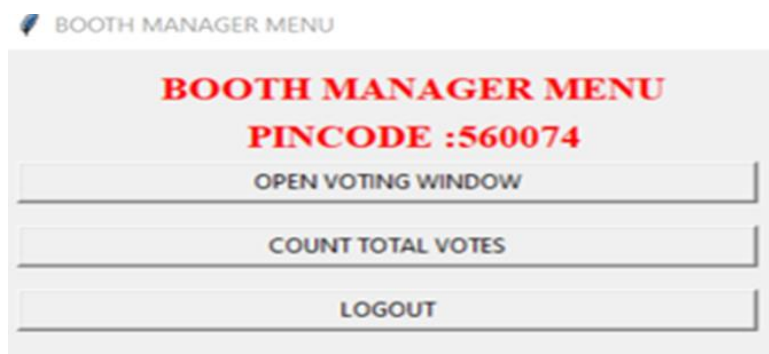 BOOTH MANAGER MENU
BOOTH MANAGER MENU
PINCODE :560074
OPEN VOTING WINDOW
COUNT TOTAL VOTES
LOGOUT